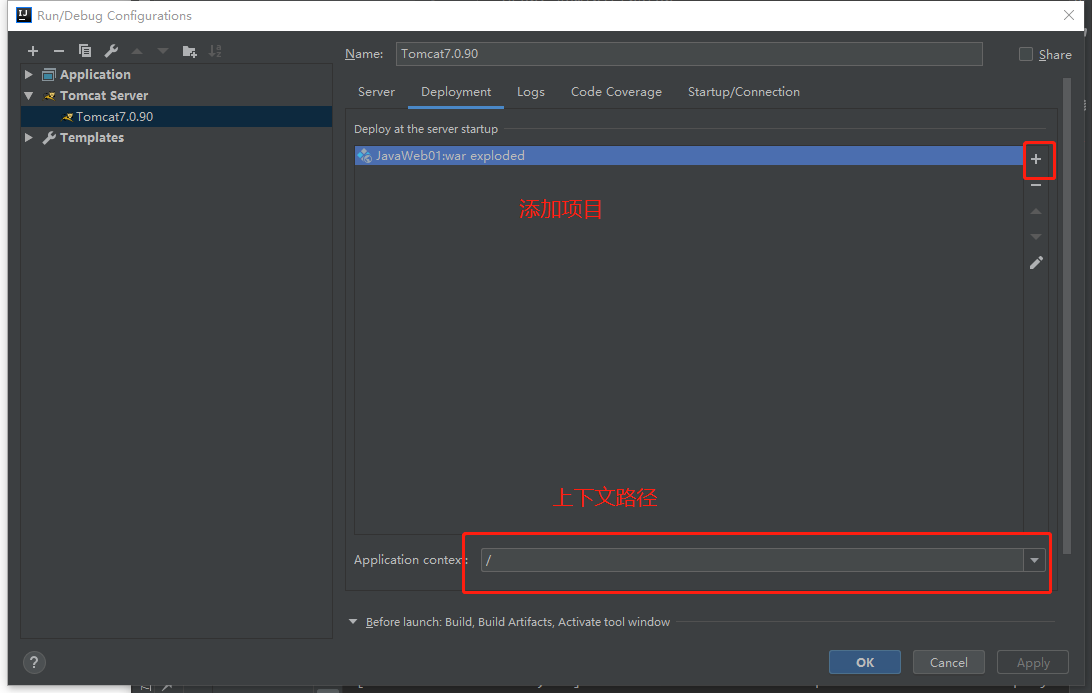 Run/Debug Configurations
Name: Tomcat7.0.90
Share
Application
Tomcat Server
Tomcat7.0.90
Templates
Server Deployment Logs Code Coverage Startup/Connection
Deploy at the server startup
JavaWeb01:war exploded
添加项目
上下文路径
Application context: /
Before launch: Build, Build Artifacts, Activate tool window
? OK Cancel Apply